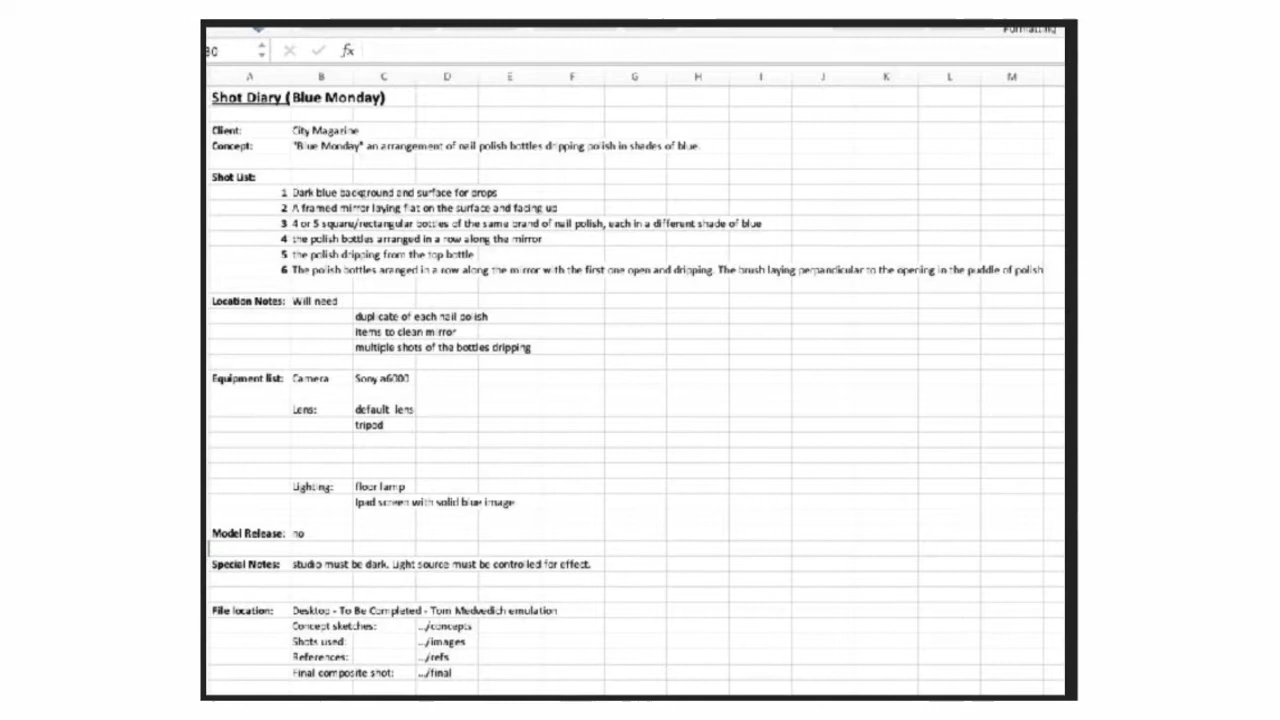 Formatting
30 fx
A B C D E F G H I J K L M
Shot Diary (Blue Monday)
Client: City Magazine
Concept: "Blue Monday" an arrangement of nail polish bottles dripping polish in shades of blue.
Shot List:
1 Dark blue background and surface for props
2 A framed mirror laying flat on the surface and facing up
3 4 or 5 square/rectangular bottles of the same brand of nail polish, each in a different shade of blue
4 the polish bottles arranged in a row along the mirror
5 the polish dripping from the top bottle
6 The polish bottles aranged in a row along the mirror with the first one open and dripping. The brush laying perpandicular to the opening in the puddle of polish
Location Notes: Will need
duplicate of each nail polish
items to clean mirror
multiple shots of the bottles dripping
Equipment list: Camera Sony a6000
Lens: default lens
tripod
Lighting: floor lamp
Ipad screen with solid blue image
Model Release: no
Special Notes: studio must be dark. Light source must be controlled for effect.
File location: Desktop - To Be Completed - Tom Medvedich emulation
Concept sketches: .../concepts
Shots used: .../images
References: .../refs
Final composite shot: .../final